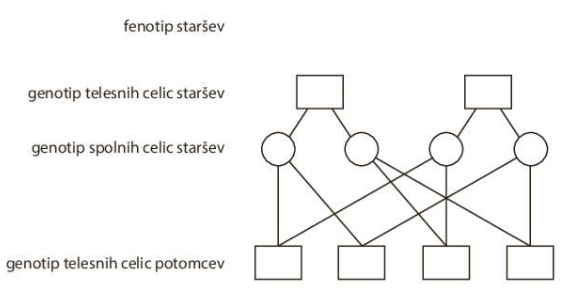 fenotip staršev
genotip telesnih celic staršev
genotip spolnih celic staršev
genotip telesnih celic potomcev